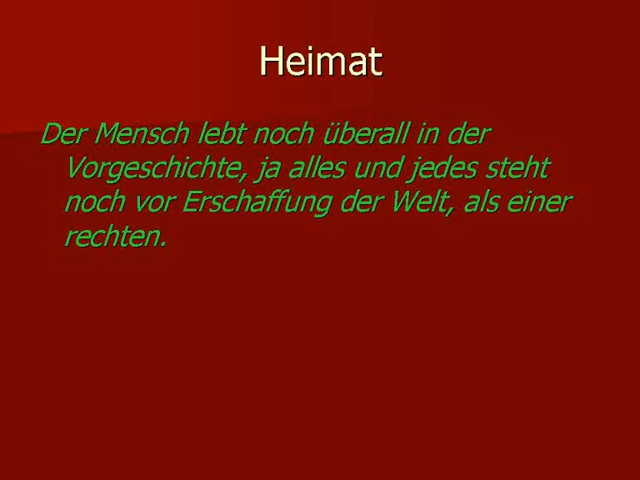 Heimat
Der Mensch lebt noch überall in der
Vorgeschichte, ja alles und jedes steht
noch vor Erschaffung der Welt, als einer
rechten.